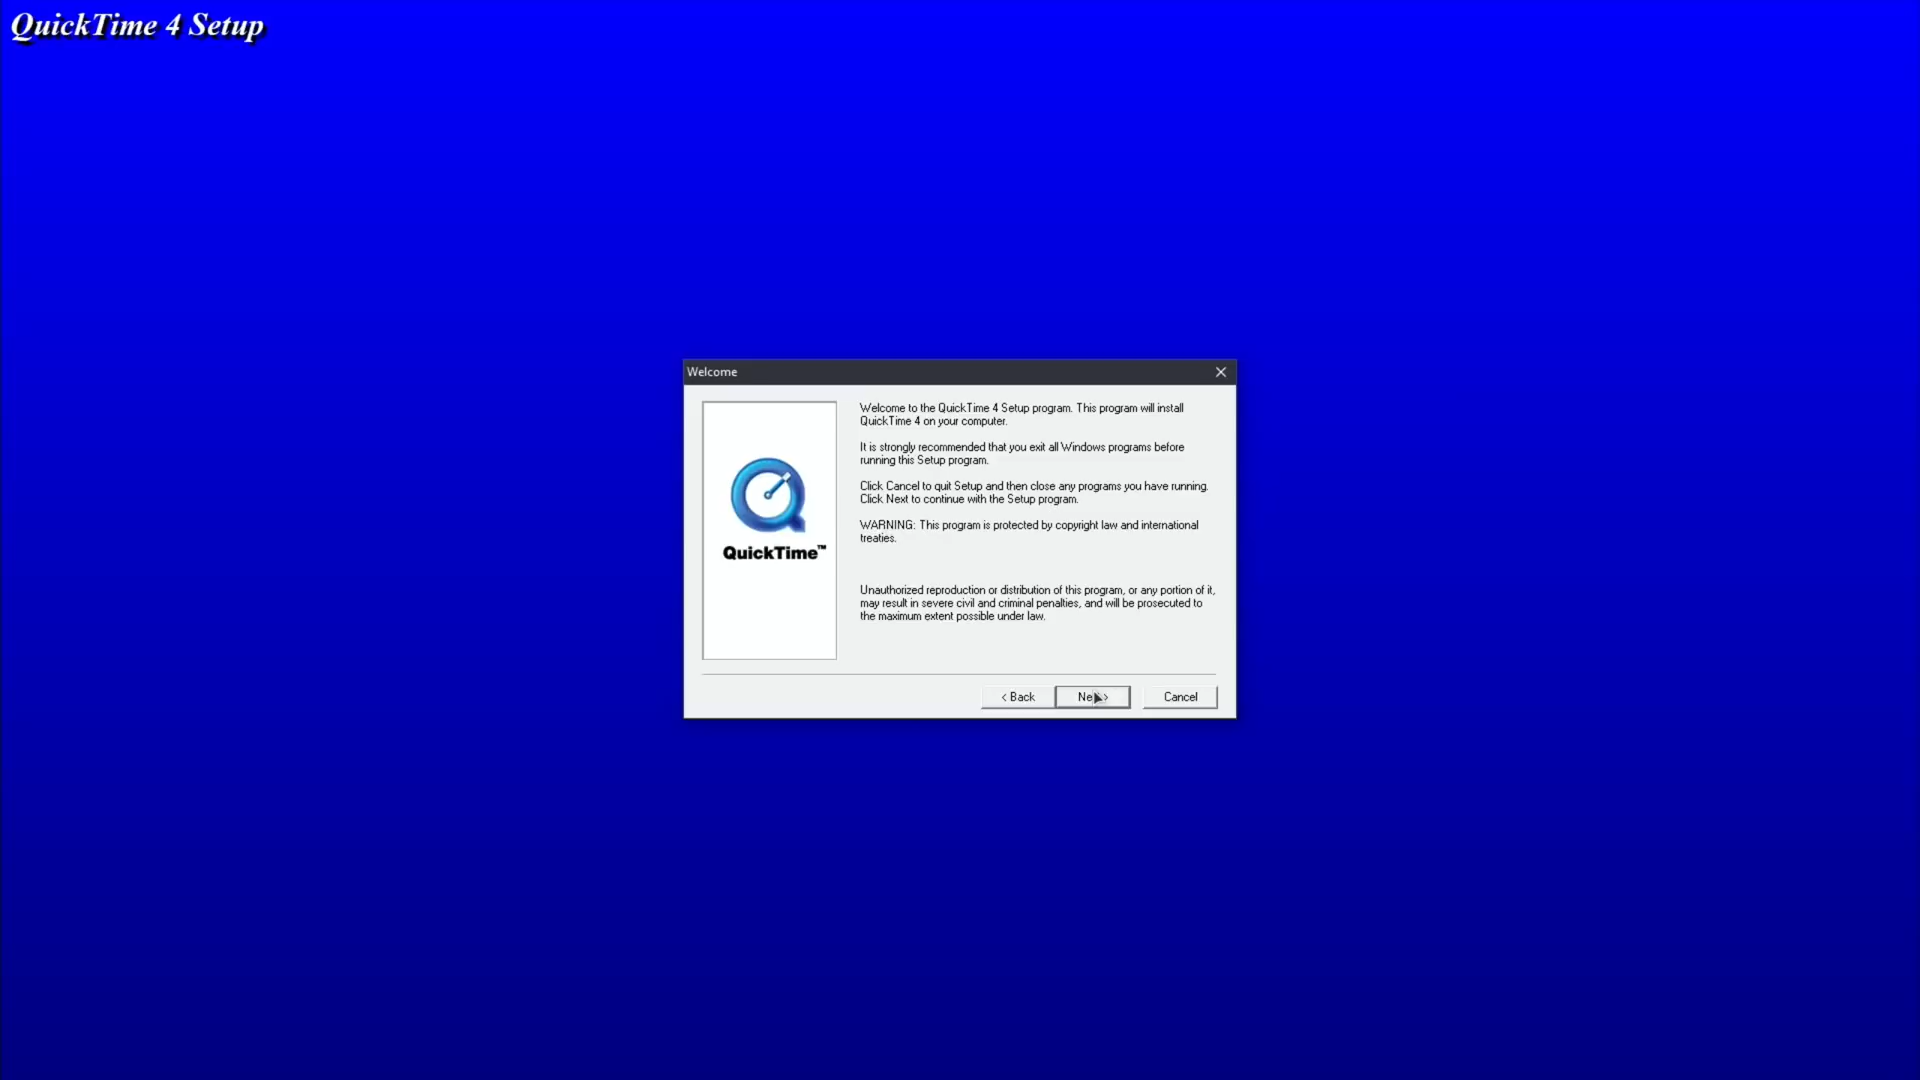 QuickTime 4 Setup
Welcome
Welcome to the QuickTime 4 Setup program. This program will install
QuickTime 4 on your computer.
It is strongly recommended that you exit all Windows programs before
running this Setup program.
Click Cancel to quit Setup and then close any programs you have running.
Click Next to continue with the Setup program.
WARNING: This program is protected by copyright law and international
treaties.
Unauthorized reproduction or distribution of this program, or any portion of it,
may result in severe civil and criminal penalties, and will be prosecuted to
the maximum extent possible under law.
QuickTime™
< Back
Cancel